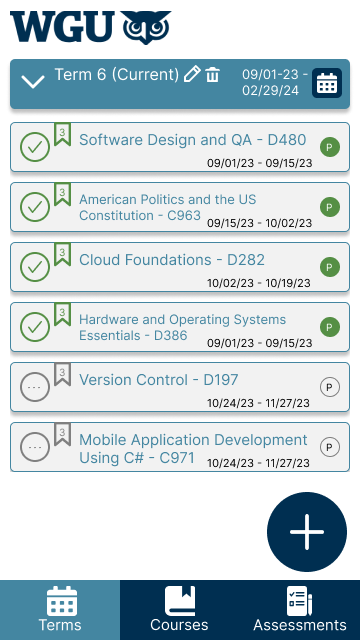 WGU
Term 6 (Current)
09/01-23 -
02/29/24
3
Software Design and QA - D480
P
09/01/23 - 09/15/23
3
American Politics and the US
Constitution - C963
P
09/15/23 - 10/02/23
3
Cloud Foundations - D282
P
10/02/23 - 10/19/23
3
Hardware and Operating Systems
Essentials - D386
P
09/01/23 - 09/15/23
3
Version Control - D197
P
10/24/23 - 11/27/23
3
Mobile Application Development
Using C# - C971
P
10/24/23 - 11/27/23
Terms
Courses
Assessments